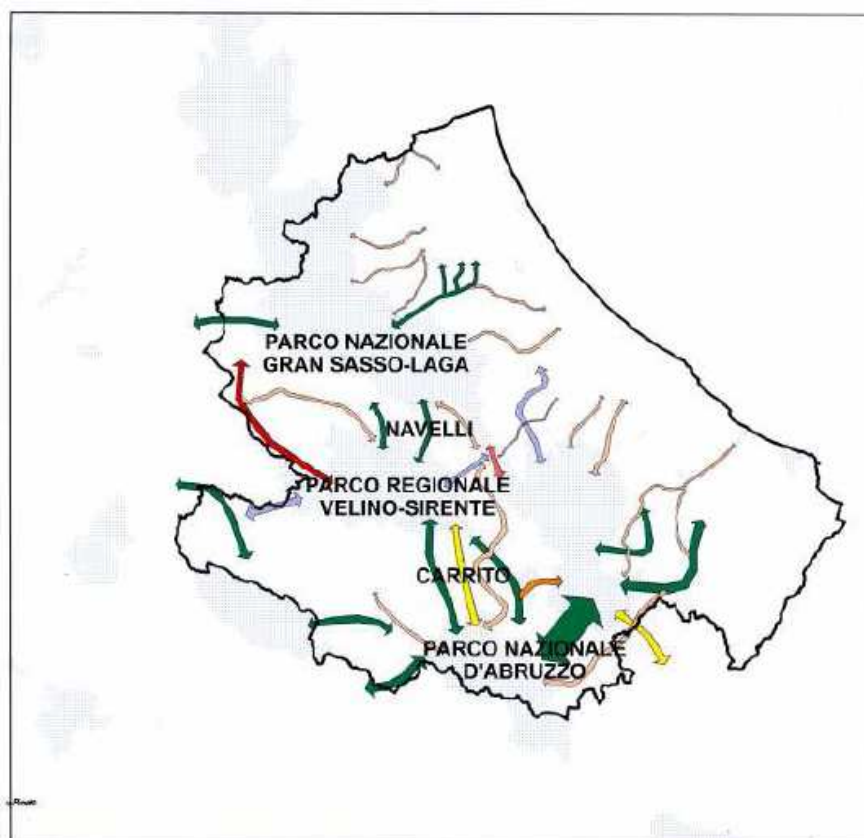 PARCO NAZIONALE
GRAN SASSO-LAGA
NAVELLI
PARCO REGIONALE
VELINO-SIRENTE
CARRITO
PARCO NAZIONALE
D'ABRUZZO